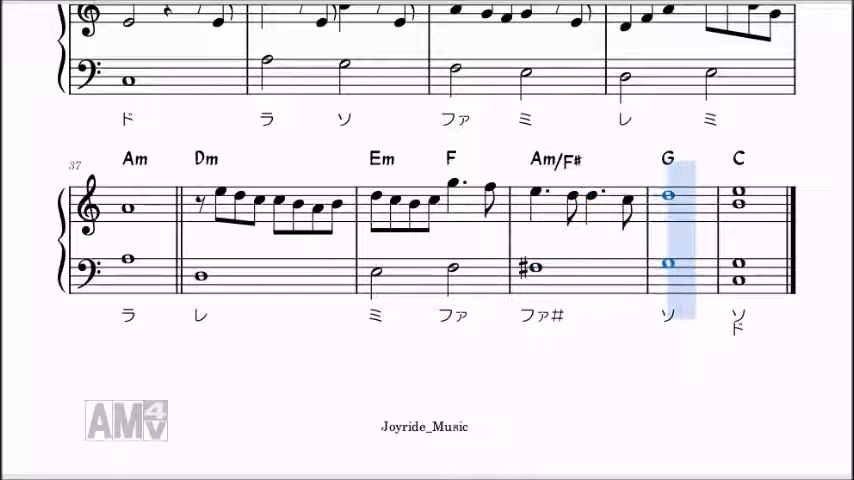 ド ラ ソ ファ ミ レ ミ
37 Am Dm Em F Am/F# G C
ラ レ ミ ファ ファ# ソ ソ
ド
AM4V
Joyride_Music